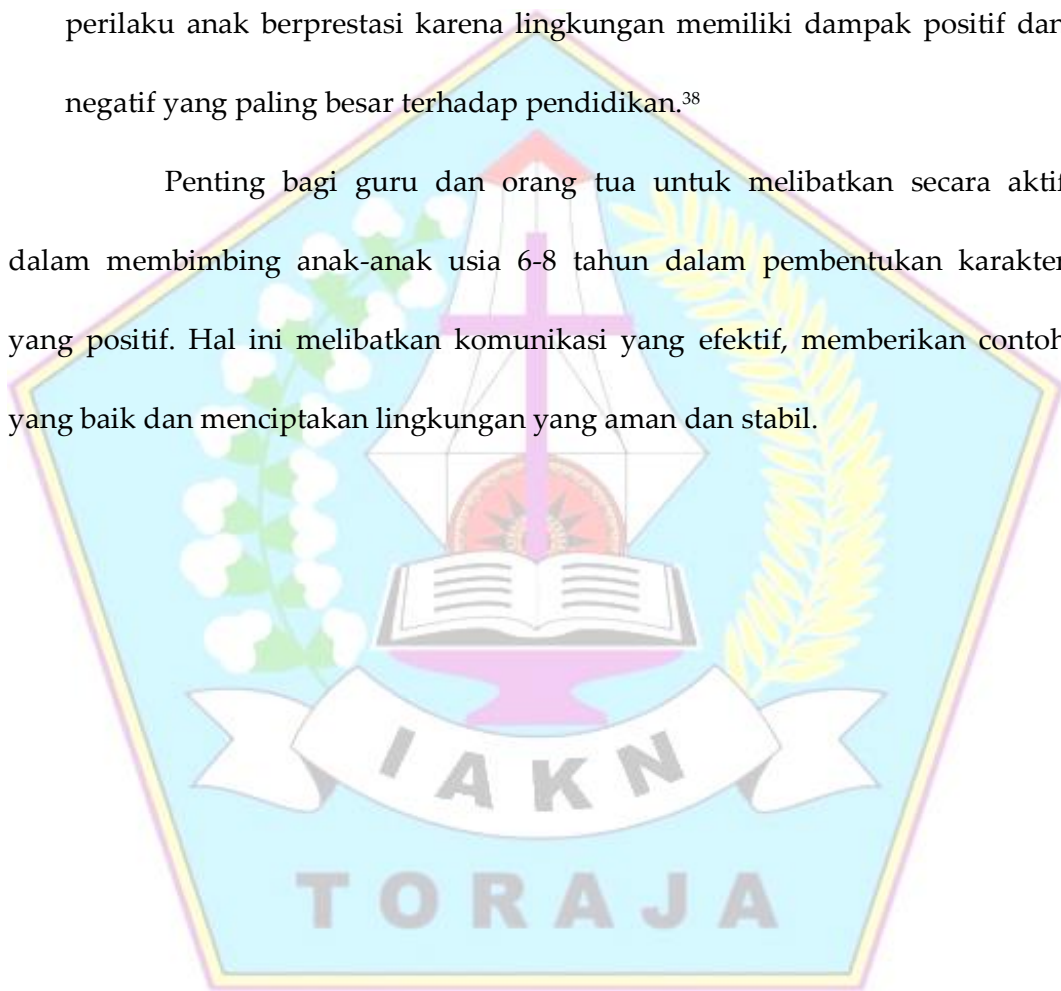 perilaku anak berprestasi karena lingkungan memiliki dampak positif dan
negatif yang paling besar terhadap pendidikan.³⁸
Penting bagi guru dan orang tua untuk melibatkan secara aktif
dalam membimbing anak-anak usia 6-8 tahun dalam pembentukan karakter
yang positif. Hal ini melibatkan komunikasi yang efektif, memberikan contoh
yang baik dan menciptakan lingkungan yang aman dan stabil.
IAKN
TORAJA